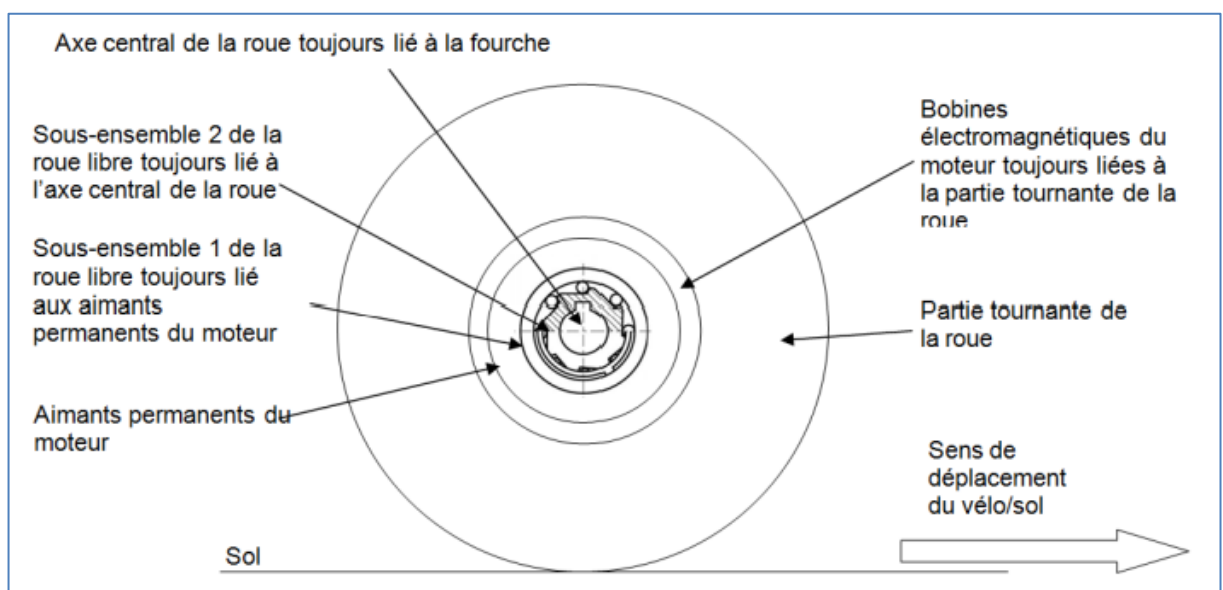 Axe central de la roue toujours lié à la fourche
Sous-ensemble 2 de la
roue libre toujours lié à
l'axe central de la roue
Sous-ensemble 1 de la
roue libre toujours lié
aux aimants
permanents du moteur
Aimants permanents du
moteur
Bobines
électromagnétiques du
moteur toujours liées à
la partie tournante de la
roue
Partie tournante de
la roue
Sens de
déplacement
du vélo/sol
Sol